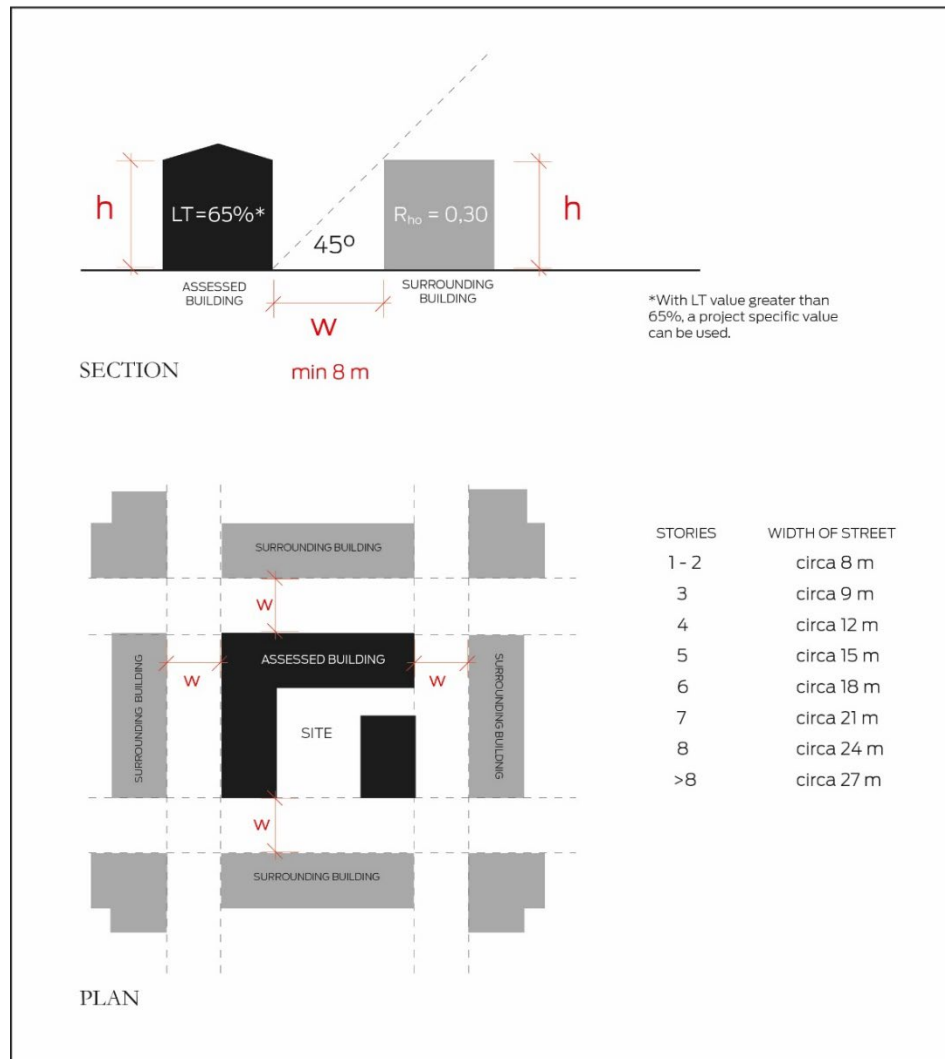 h
LT=65%*
45º
Rho = 0,30
h
ASSESSED
BUILDING
SURROUNDING
BUILDING
w
min 8 m
*With LT value greater than
65%, a project specific value
can be used.
SECTION
SURROUNDING BUILDING
w
SURROUNDING BUILDING
w
ASSESSED BUILDING
w
SURROUNDING BUILDING
SITE
w
SURROUNDING BUILDING
STORIES WIDTH OF STREET
1 - 2 circa 8 m
3 circa 9 m
4 circa 12 m
5 circa 15 m
6 circa 18 m
7 circa 21 m
8 circa 24 m
>8 circa 27 m
PLAN